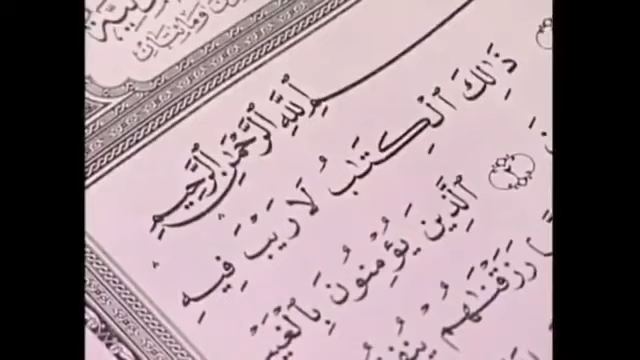 بِسْمِ ٱللَّهِ ٱلرَّحْمَٰنِ ٱلرَّحِيمِ
ذَٰلِكَ ٱلْكِتَٰبُ لَا رَيْبَ فِيهِ
ٱلَّذِينَ يُؤْمِنُونَ بِٱلْغَيْبِ
رَزَقْنَٰهُمْ